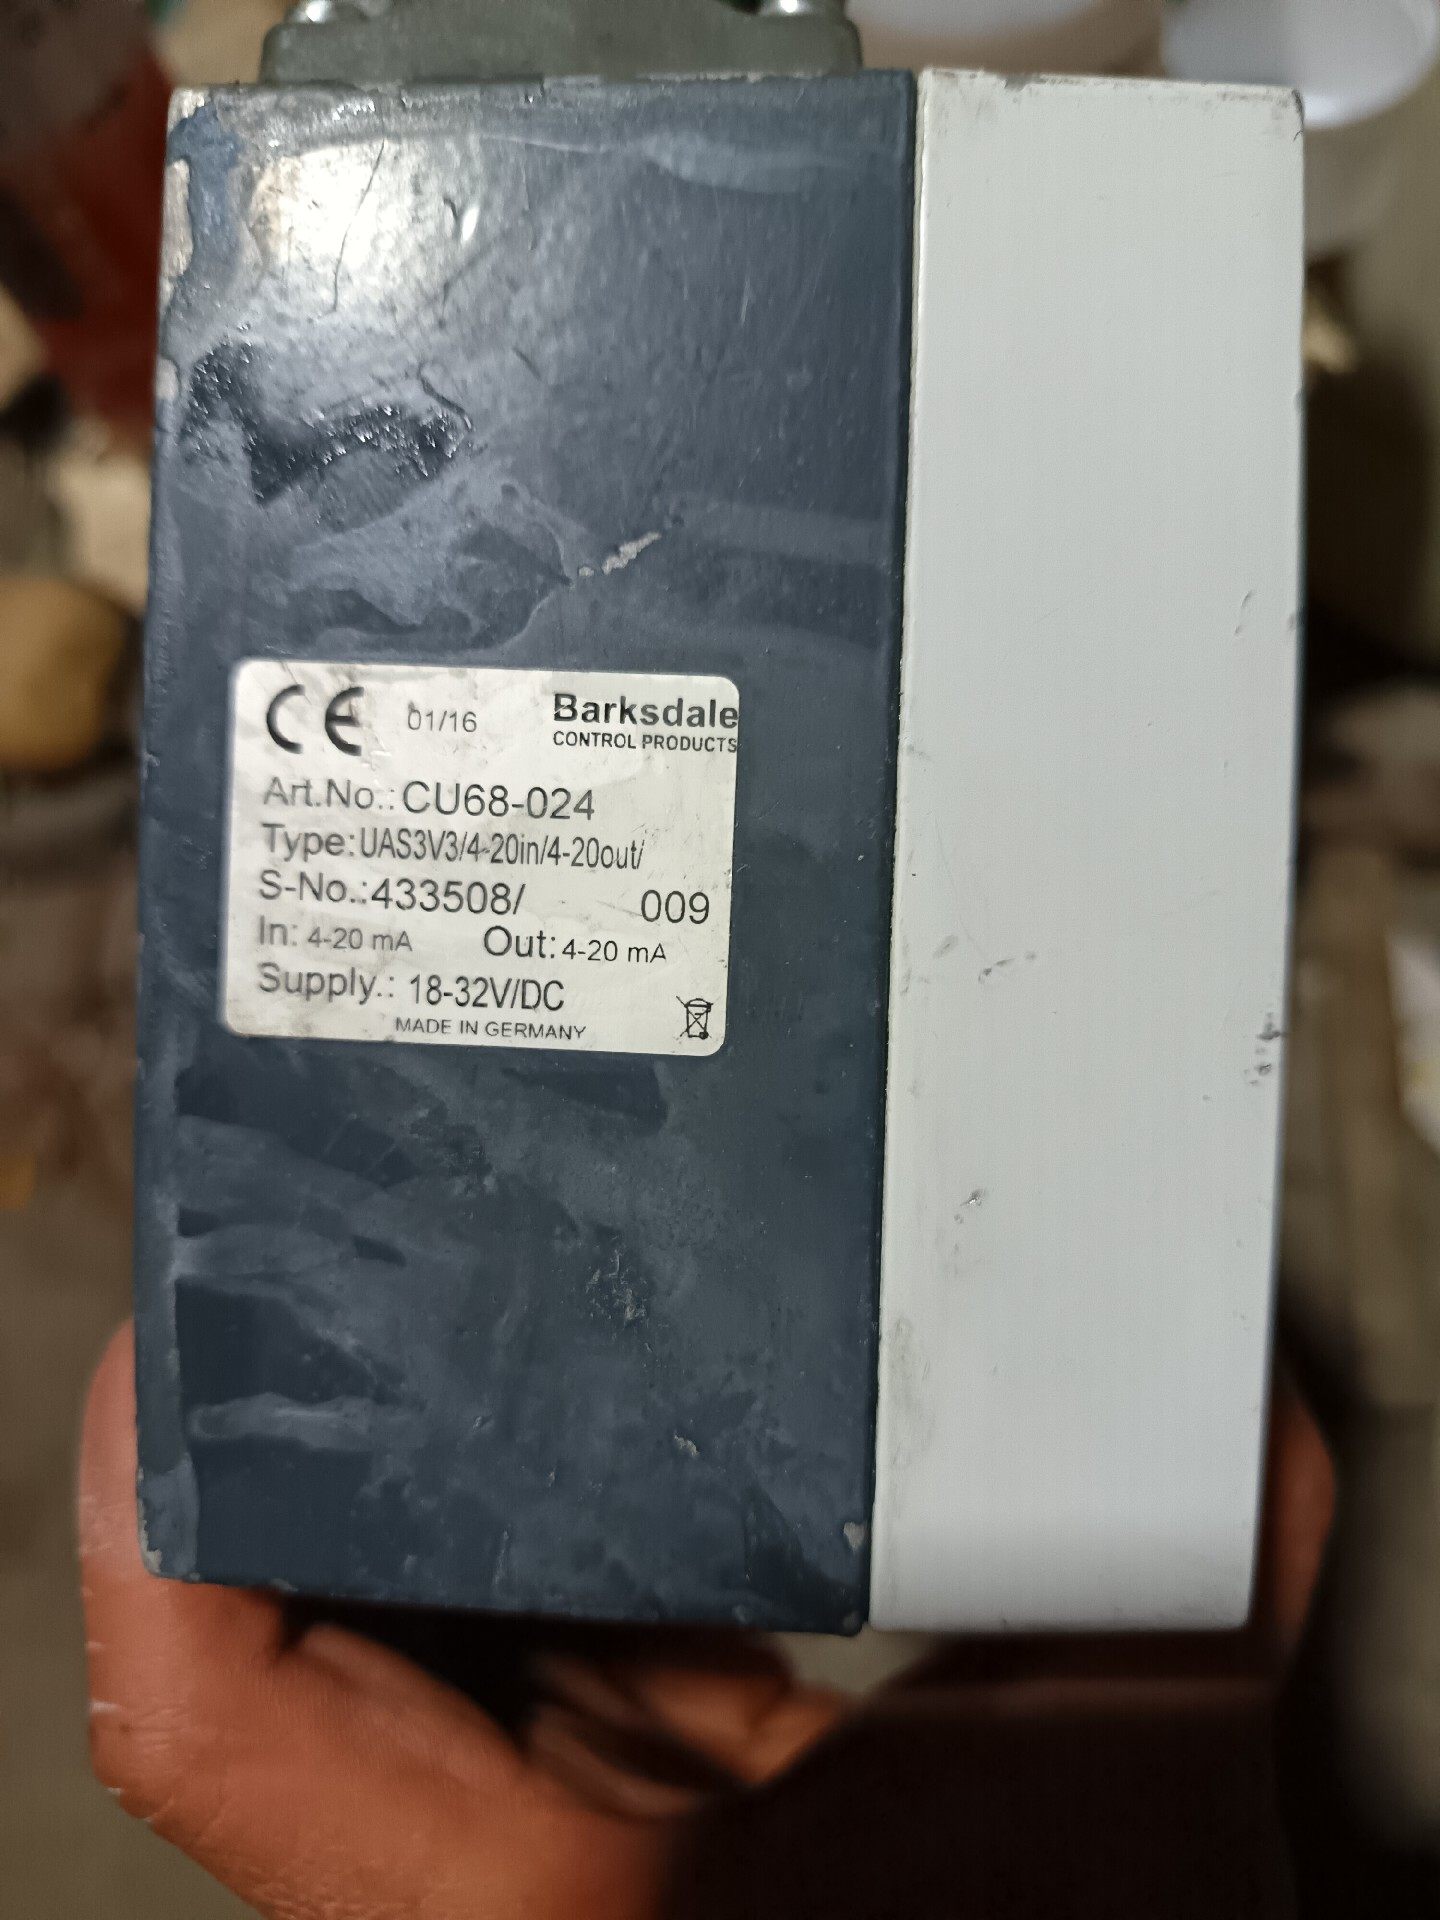 CE 01/16 Barksdale
CONTROL PRODUCTS
Art.No.: CU68-024
Type: UAS3V3/4-20in/4-20out/
S-No.: 433508/ 009
In: 4-20 mA Out: 4-20 mA
Supply.: 18-32V/DC
MADE IN GERMANY